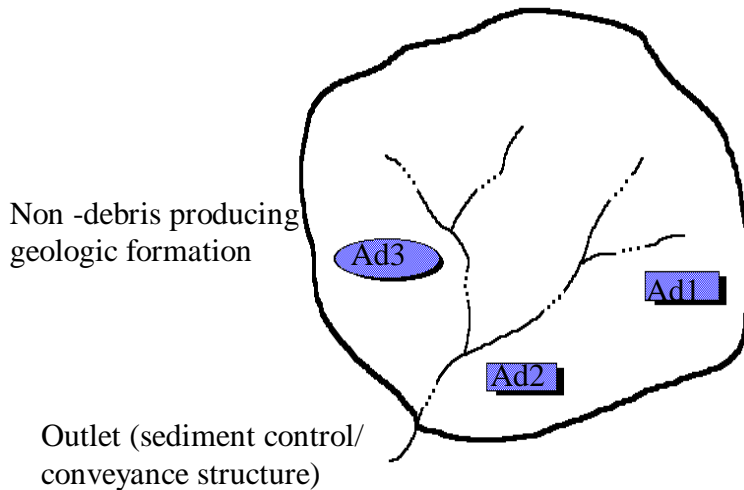 Non -debris producing
geologic formation
Ad3
Ad1
Ad2
Outlet (sediment control/
conveyance structure)